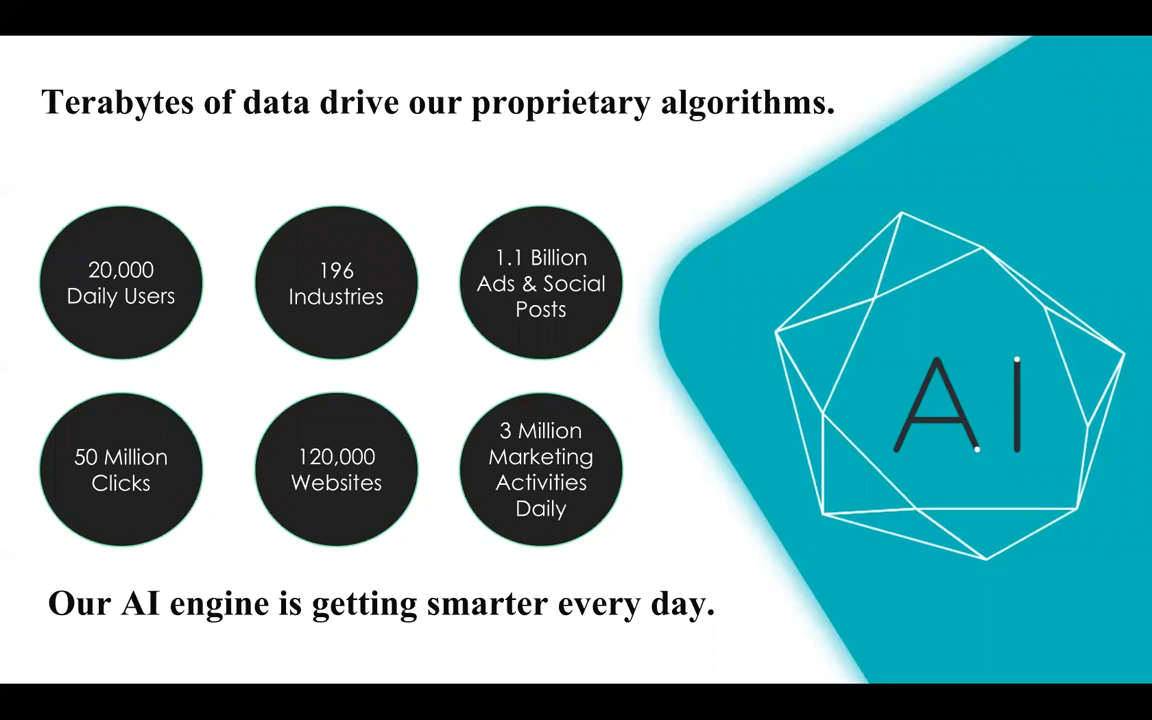 Terabytes of data drive our proprietary algorithms.
20,000
Daily Users
196
Industries
1.1 Billion
Ads & Social
Posts
50 Million
Clicks
120,000
Websites
3 Million
Marketing
Activities
Daily
AI
Our AI engine is getting smarter every day.